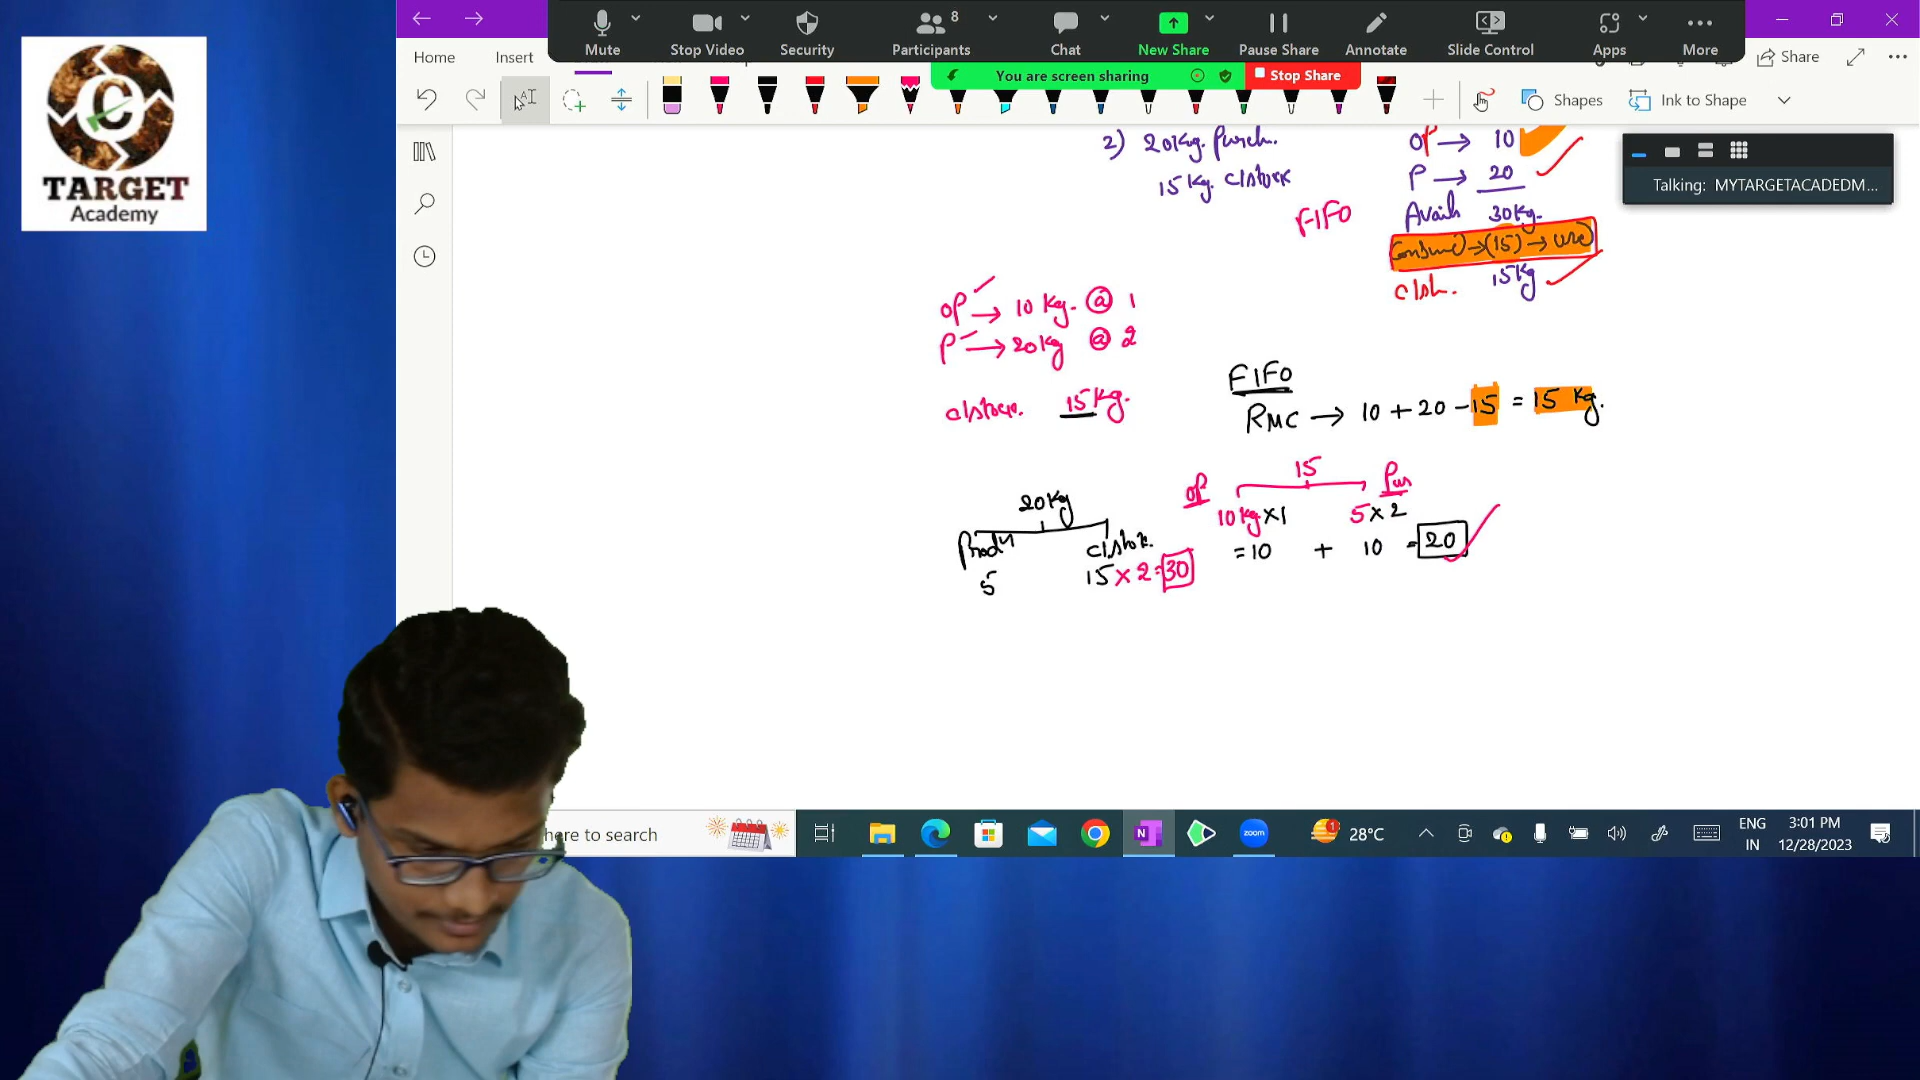 TARGET
Academy
Mute
Stop Video
Security
Participants
8
Chat
New Share
Pause Share
Annotate
Slide Control
Apps
More
You are screen sharing
Stop Share
Home
Insert
Share
Shapes
Ink to Shape
Talking: MYTARGETACADEDM...
2) 20Kg. Purch.
15 Kg. Clstock
FIFO
OP → 10
P → 20
Avail 30Kg.
→ (15) → use
15Kg
clst.
OP → 10 Kg. @ 1
P → 20Kg @ 2
clstock. 15Kg.
FIFO
RMC → 10 + 20 - 15 = 15 Kg.
15
OP
Pur
10Kg×1
5×2
= 10 + 10 = 20
20Kg
Prodn
clstock.
5
15 × 2 = 30
here to search
N
zoom
1
28°C
ENG
IN
3:01 PM
12/28/2023